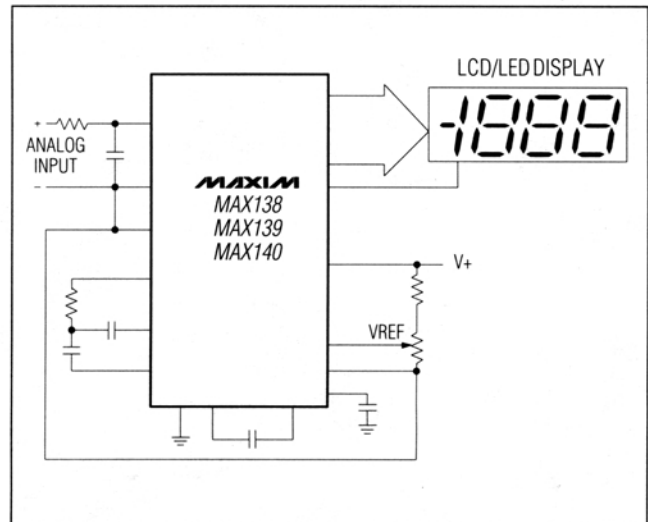 LCD/LED DISPLAY
-1888
+
ANALOG
INPUT
-
MAXIM
MAX138
MAX139
MAX140
V+
VREF